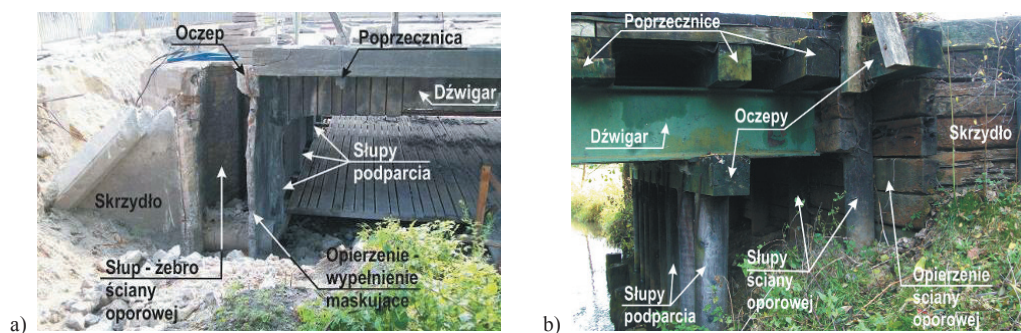 Oczep
Poprzecznica
Dźwigar
Słupy
podparcia
Skrzydło
Słup - żebro
ściany
oporowej
Opierzenie -
wypełnienie
maskujące
a)
Poprzecznice
Oczepy
Dźwigar
Skrzydło
Słupy
podparcia
Słupy
ściany
oporowej
Opierzenie
ściany
oporowej
b)